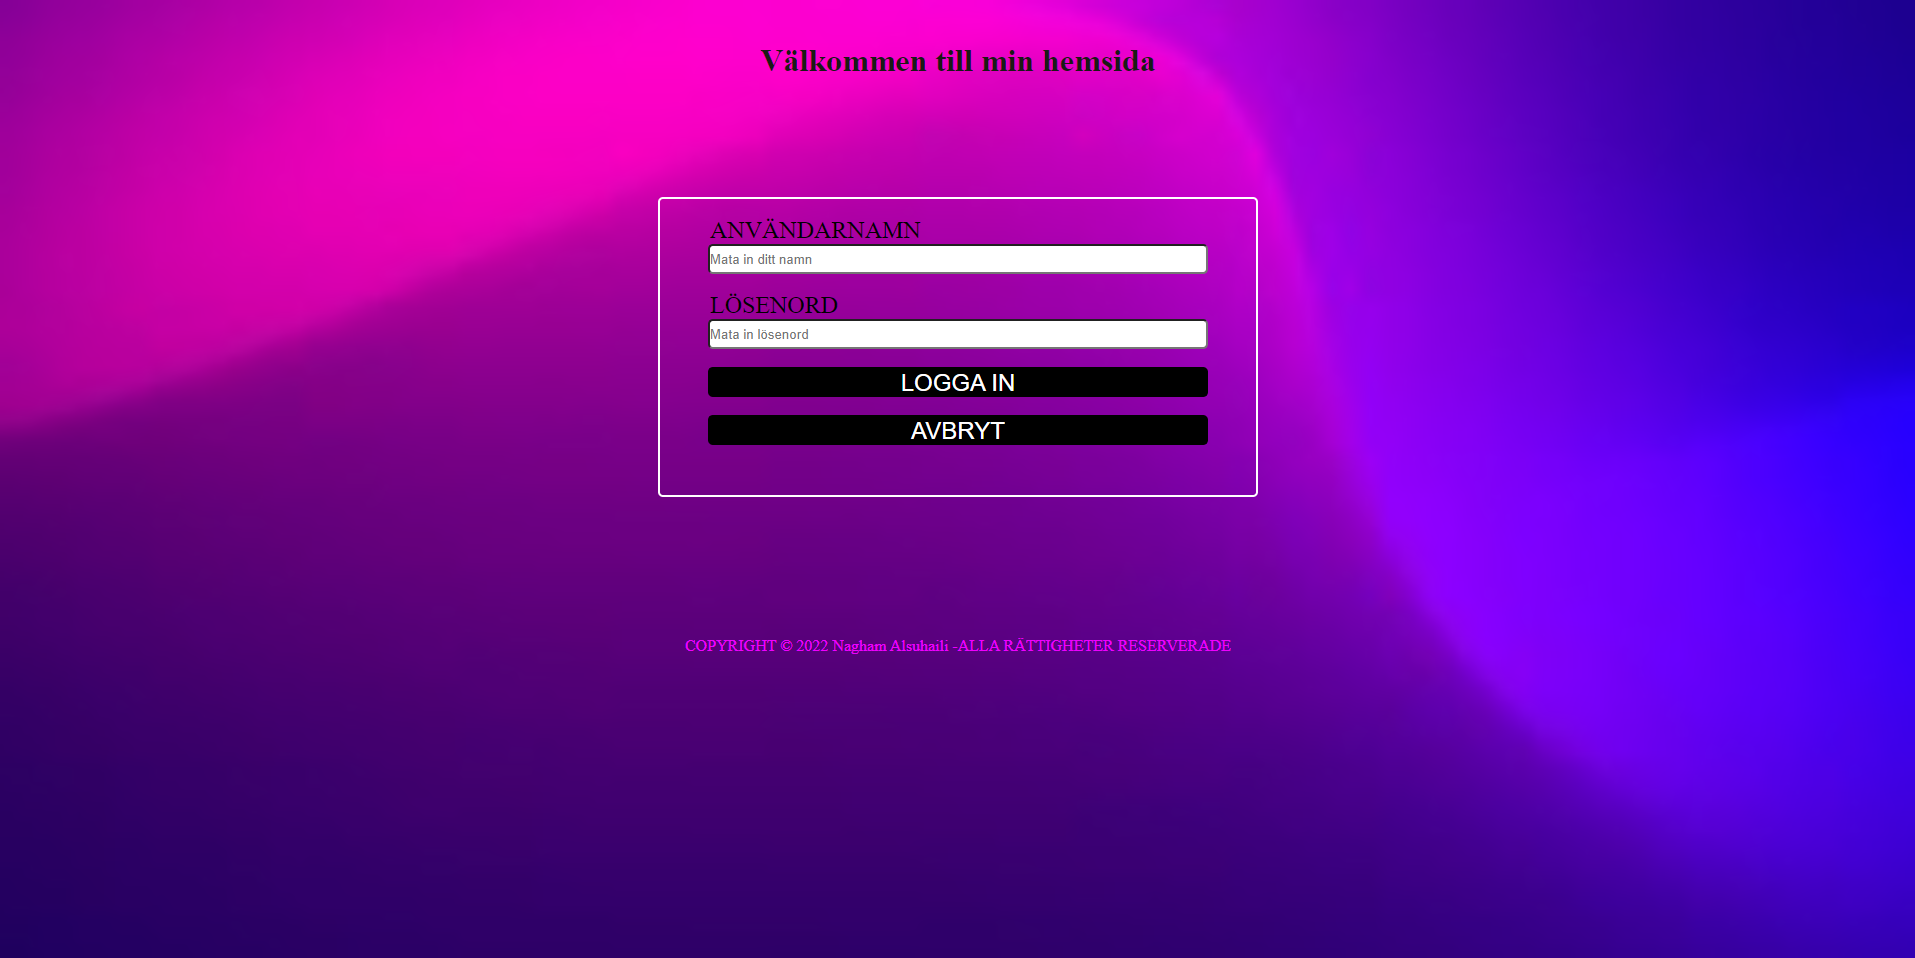 Välkommen till min hemsida
ANVÄNDARNAMN
Mata in ditt namn
LÖSENORD
Mata in lösenord
LOGGA IN
AVBRYT
COPYRIGHT © 2022 Nagham Alsuhaili -ALLA RÄTTIGHETER RESERVERADE